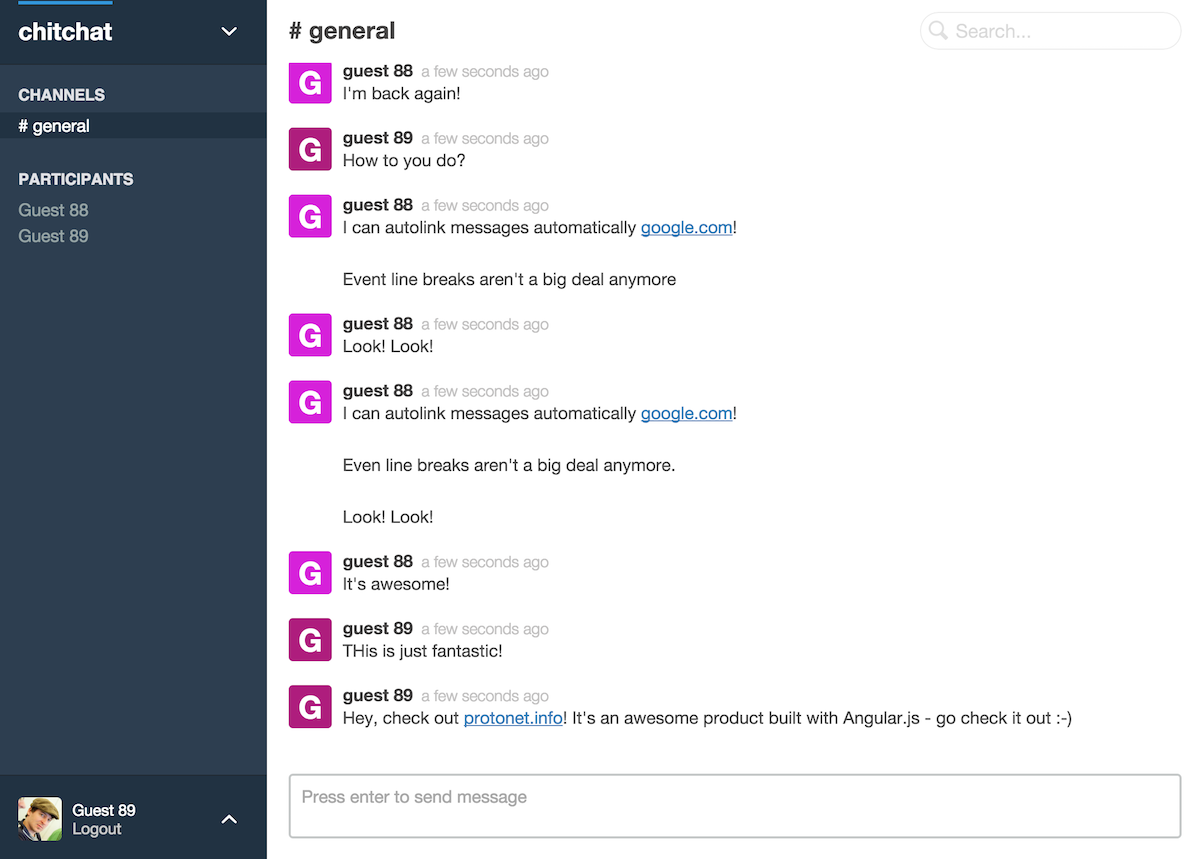 chitchat
CHANNELS
# general
PARTICIPANTS
Guest 88
Guest 89
Guest 89
Logout
# general
Search...
G
guest 88 a few seconds ago
I'm back again!
G
guest 89 a few seconds ago
How to you do?
G
guest 88 a few seconds ago
I can autolink messages automatically google.com!
Event line breaks aren't a big deal anymore
G
guest 88 a few seconds ago
Look! Look!
G
guest 88 a few seconds ago
I can autolink messages automatically google.com!
Even line breaks aren't a big deal anymore.
Look! Look!
G
guest 88 a few seconds ago
It's awesome!
G
guest 89 a few seconds ago
THis is just fantastic!
G
guest 89 a few seconds ago
Hey, check out protonet.info! It's an awesome product built with Angular.js - go check it out :-)
Press enter to send message